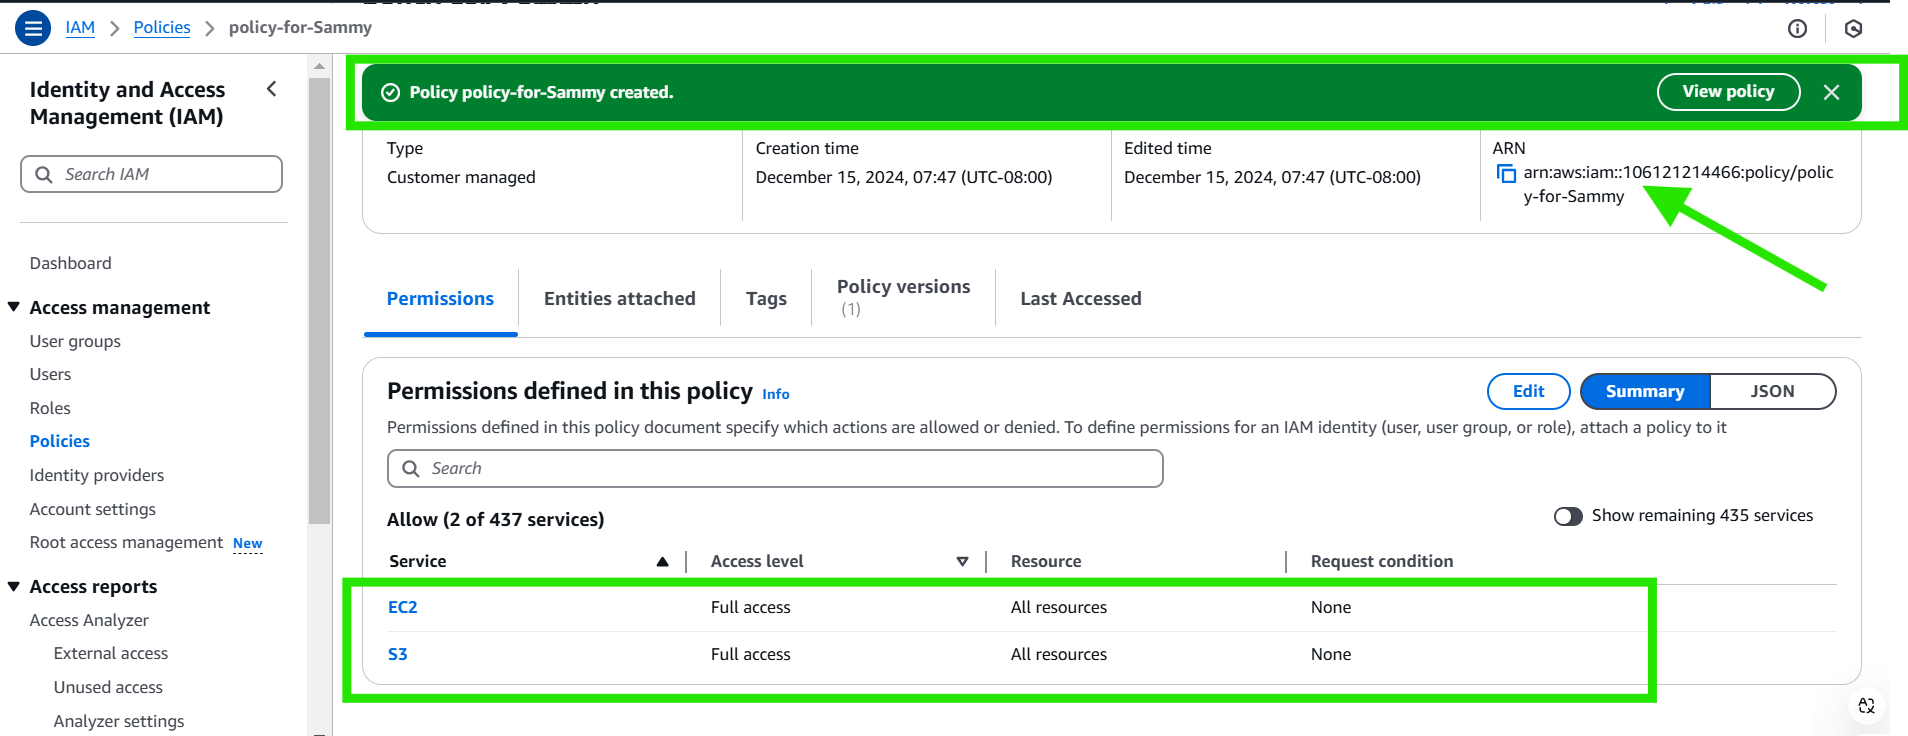 IAM > Policies > policy-for-Sammy
Identity and Access
Management (IAM)
Search IAM
Dashboard
Access management
User groups
Users
Roles
Policies
Identity providers
Account settings
Root access management New
Access reports
Access Analyzer
External access
Unused access
Analyzer settings
Policy policy-for-Sammy created.
View policy
Type
Customer managed
Creation time
December 15, 2024, 07:47 (UTC-08:00)
Edited time
December 15, 2024, 07:47 (UTC-08:00)
ARN
arn:aws:iam::106121214466:policy/polic
y-for-Sammy
Permissions
Entities attached
Tags
Policy versions
(1)
Last Accessed
Permissions defined in this policy Info
Edit
Summary
JSON
Permissions defined in this policy document specify which actions are allowed or denied. To define permissions for an IAM identity (user, user group, or role), attach a policy to it
Search
Allow (2 of 437 services)
Show remaining 435 services
Service Access level Resource Request condition
EC2 Full access All resources None
S3 Full access All resources None